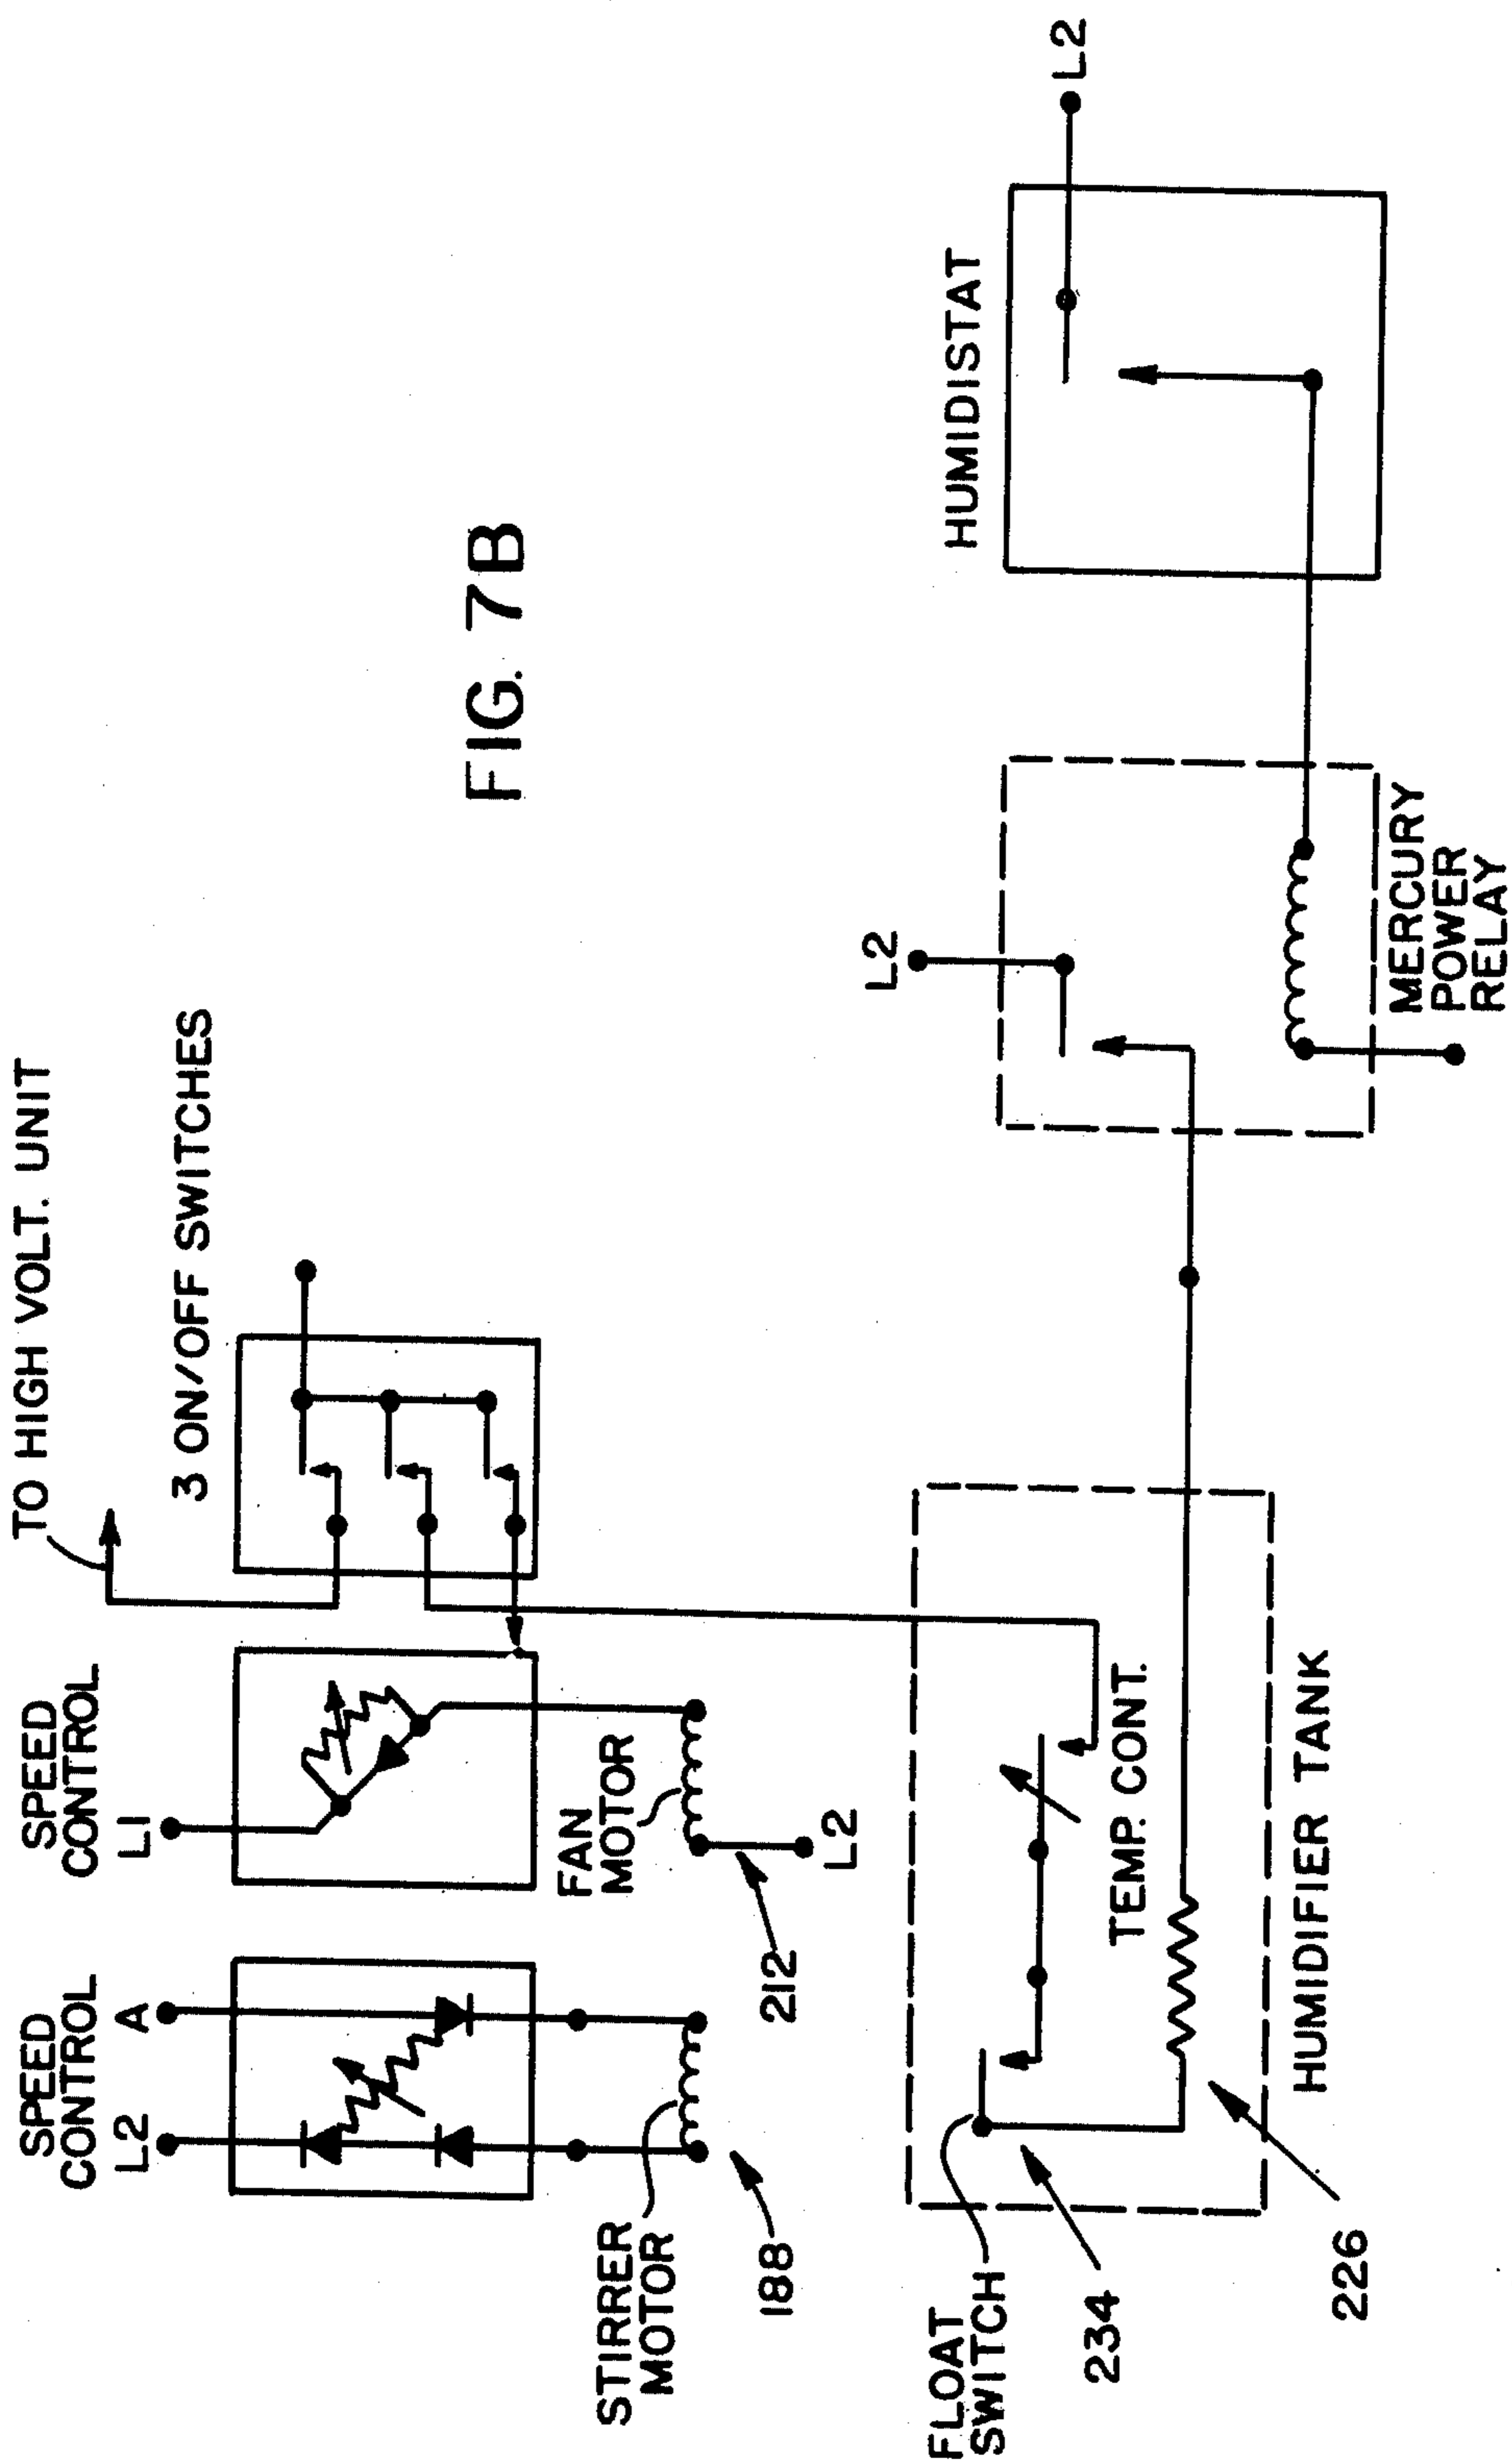 FIG. 7B
TO HIGH VOLT. UNIT
3 ON/OFF SWITCHES
SPEED
CONTROL
L2
A
SPEED
CONTROL
L1
STIRRER
MOTOR
188
FAN
MOTOR
212
L2
FLOAT
SWITCH
234
226
TEMP. CONT.
HUMIDIFIER TANK
L2
MERCURY
POWER
RELAY
HUMIDISTAT
L2